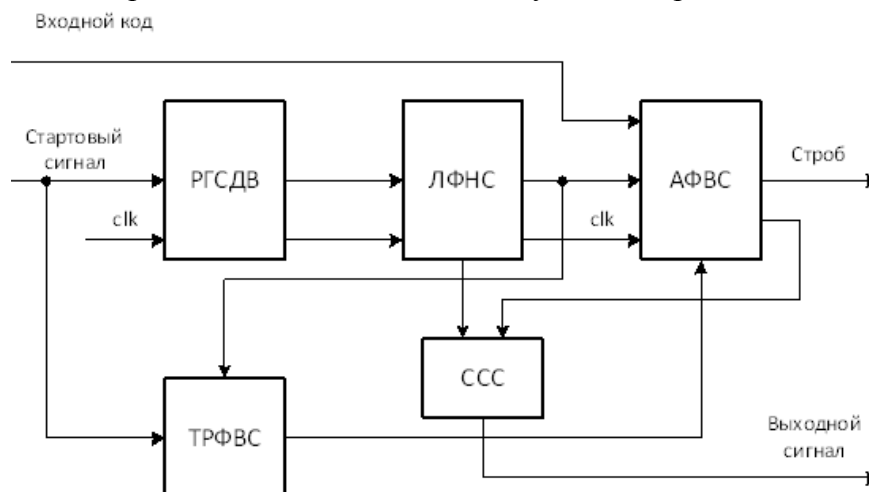 Входной код
Стартовый
сигнал
РГСДВ
ЛФНС
АФВС
Строб
clk
clk
ССС
ТРФВС
Выходной
сигнал